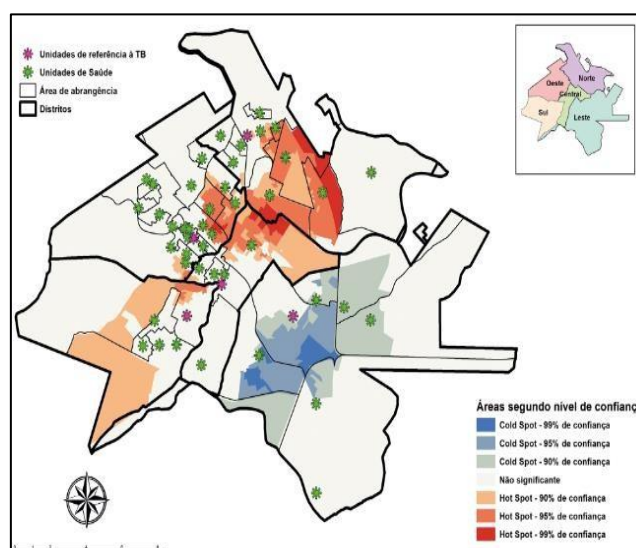 Unidades de referência à TB
Unidades de Saúde
Área de abrangência
Distritos
Oeste
Norte
Central
Sul
Leste
Áreas segundo nível de confianç
Cold Spot - 99% de confiança
Cold Spot - 95% de confiança
Cold Spot - 90% de confiança
Não significante
Hot Spot - 90% de confiança
Hot Spot - 95% de confiança
Hot Spot - 99% de confiança